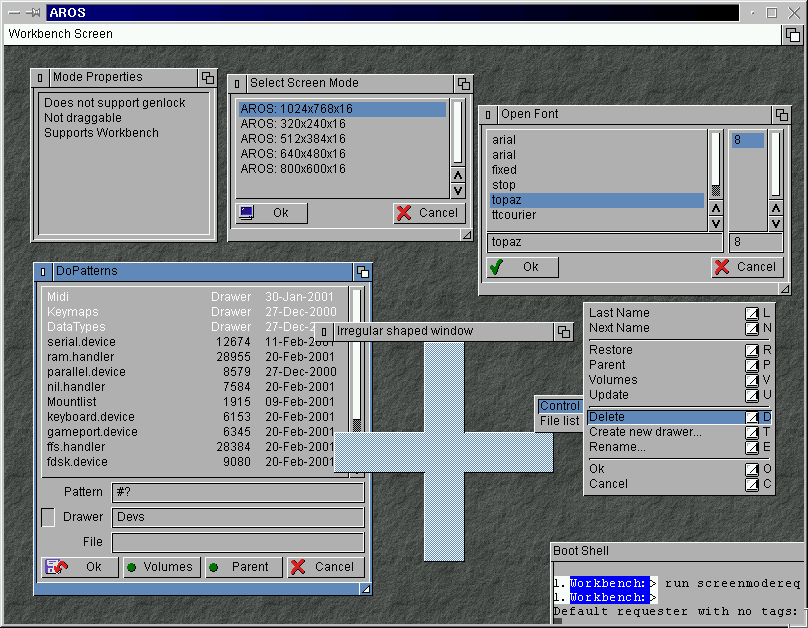 AROS
Workbench Screen
Mode Properties
Does not support genlock
Not draggable
Supports Workbench
Select Screen Mode
AROS: 1024x768x16
AROS: 320x240x16
AROS: 512x384x16
AROS: 640x480x16
AROS: 800x600x16
Ok
Cancel
Open Font
arial
arial
fixed
stop
topaz
ttcourier
8
topaz
8
Ok
Cancel
DoPatterns
Midi Drawer 30-Jan-2001
Keymaps Drawer 27-Dec-2000
DataTypes Drawer 27-Dec-2
serial.device 12674 11-Feb-2001
ram.handler 28955 20-Feb-2001
parallel.device 8579 27-Dec-2000
nil.handler 7584 20-Feb-2001
Mountlist 1915 09-Feb-2001
keyboard.device 6153 20-Feb-2001
gameport.device 6345 20-Feb-2001
ffs.handler 28384 20-Feb-2001
fdsk.device 9080 20-Feb-2001
Pattern #?
Drawer Devs
File
Ok
Volumes
Parent
Cancel
Irregular shaped window
Control
File list
Last Name L
Next Name N
Restore R
Parent P
Volumes V
Update U
Delete D
Create new drawer... T
Rename... E
Ok O
Cancel C
Boot Shell
1.Workbench:> run screenmodereq
1.Workbench:>
Default requester with no tags: